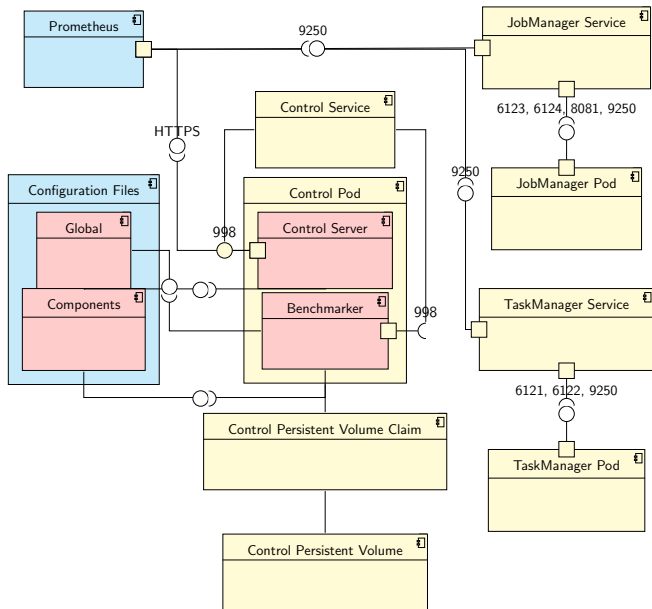 Prometheus
JobManager Service
9250
Control Service
6123, 6124, 8081, 9250
HTTPS
9250
JobManager Pod
Configuration Files
Control Pod
Global
998
Control Server
Components
Benchmarker
998
TaskManager Service
6121, 6122, 9250
Control Persistent Volume Claim
TaskManager Pod
Control Persistent Volume